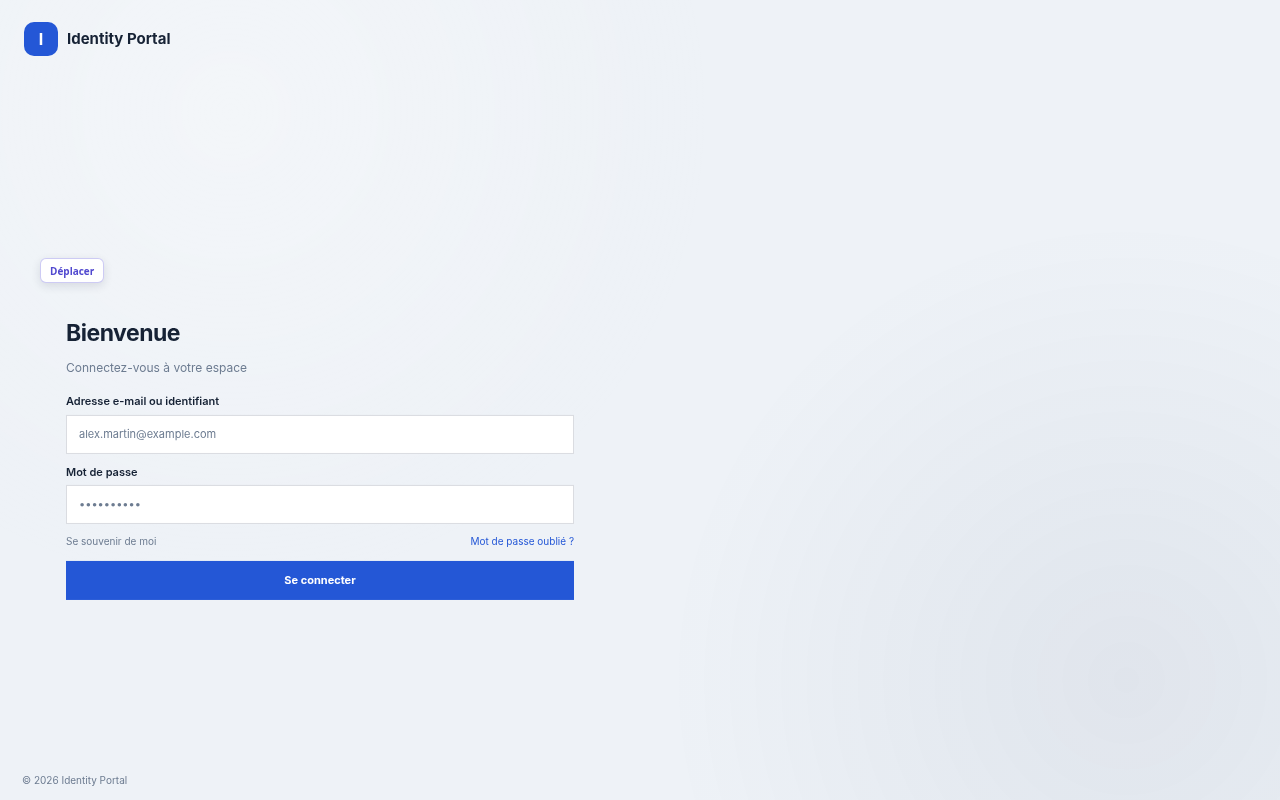 I
Identity Portal
Déplacer
Bienvenue
Connectez-vous à votre espace
Adresse e-mail ou identifiant
alex.martin@example.com
Mot de passe
••••••••••
Se souvenir de moi
Mot de passe oublié ?
Se connecter
© 2026 Identity Portal